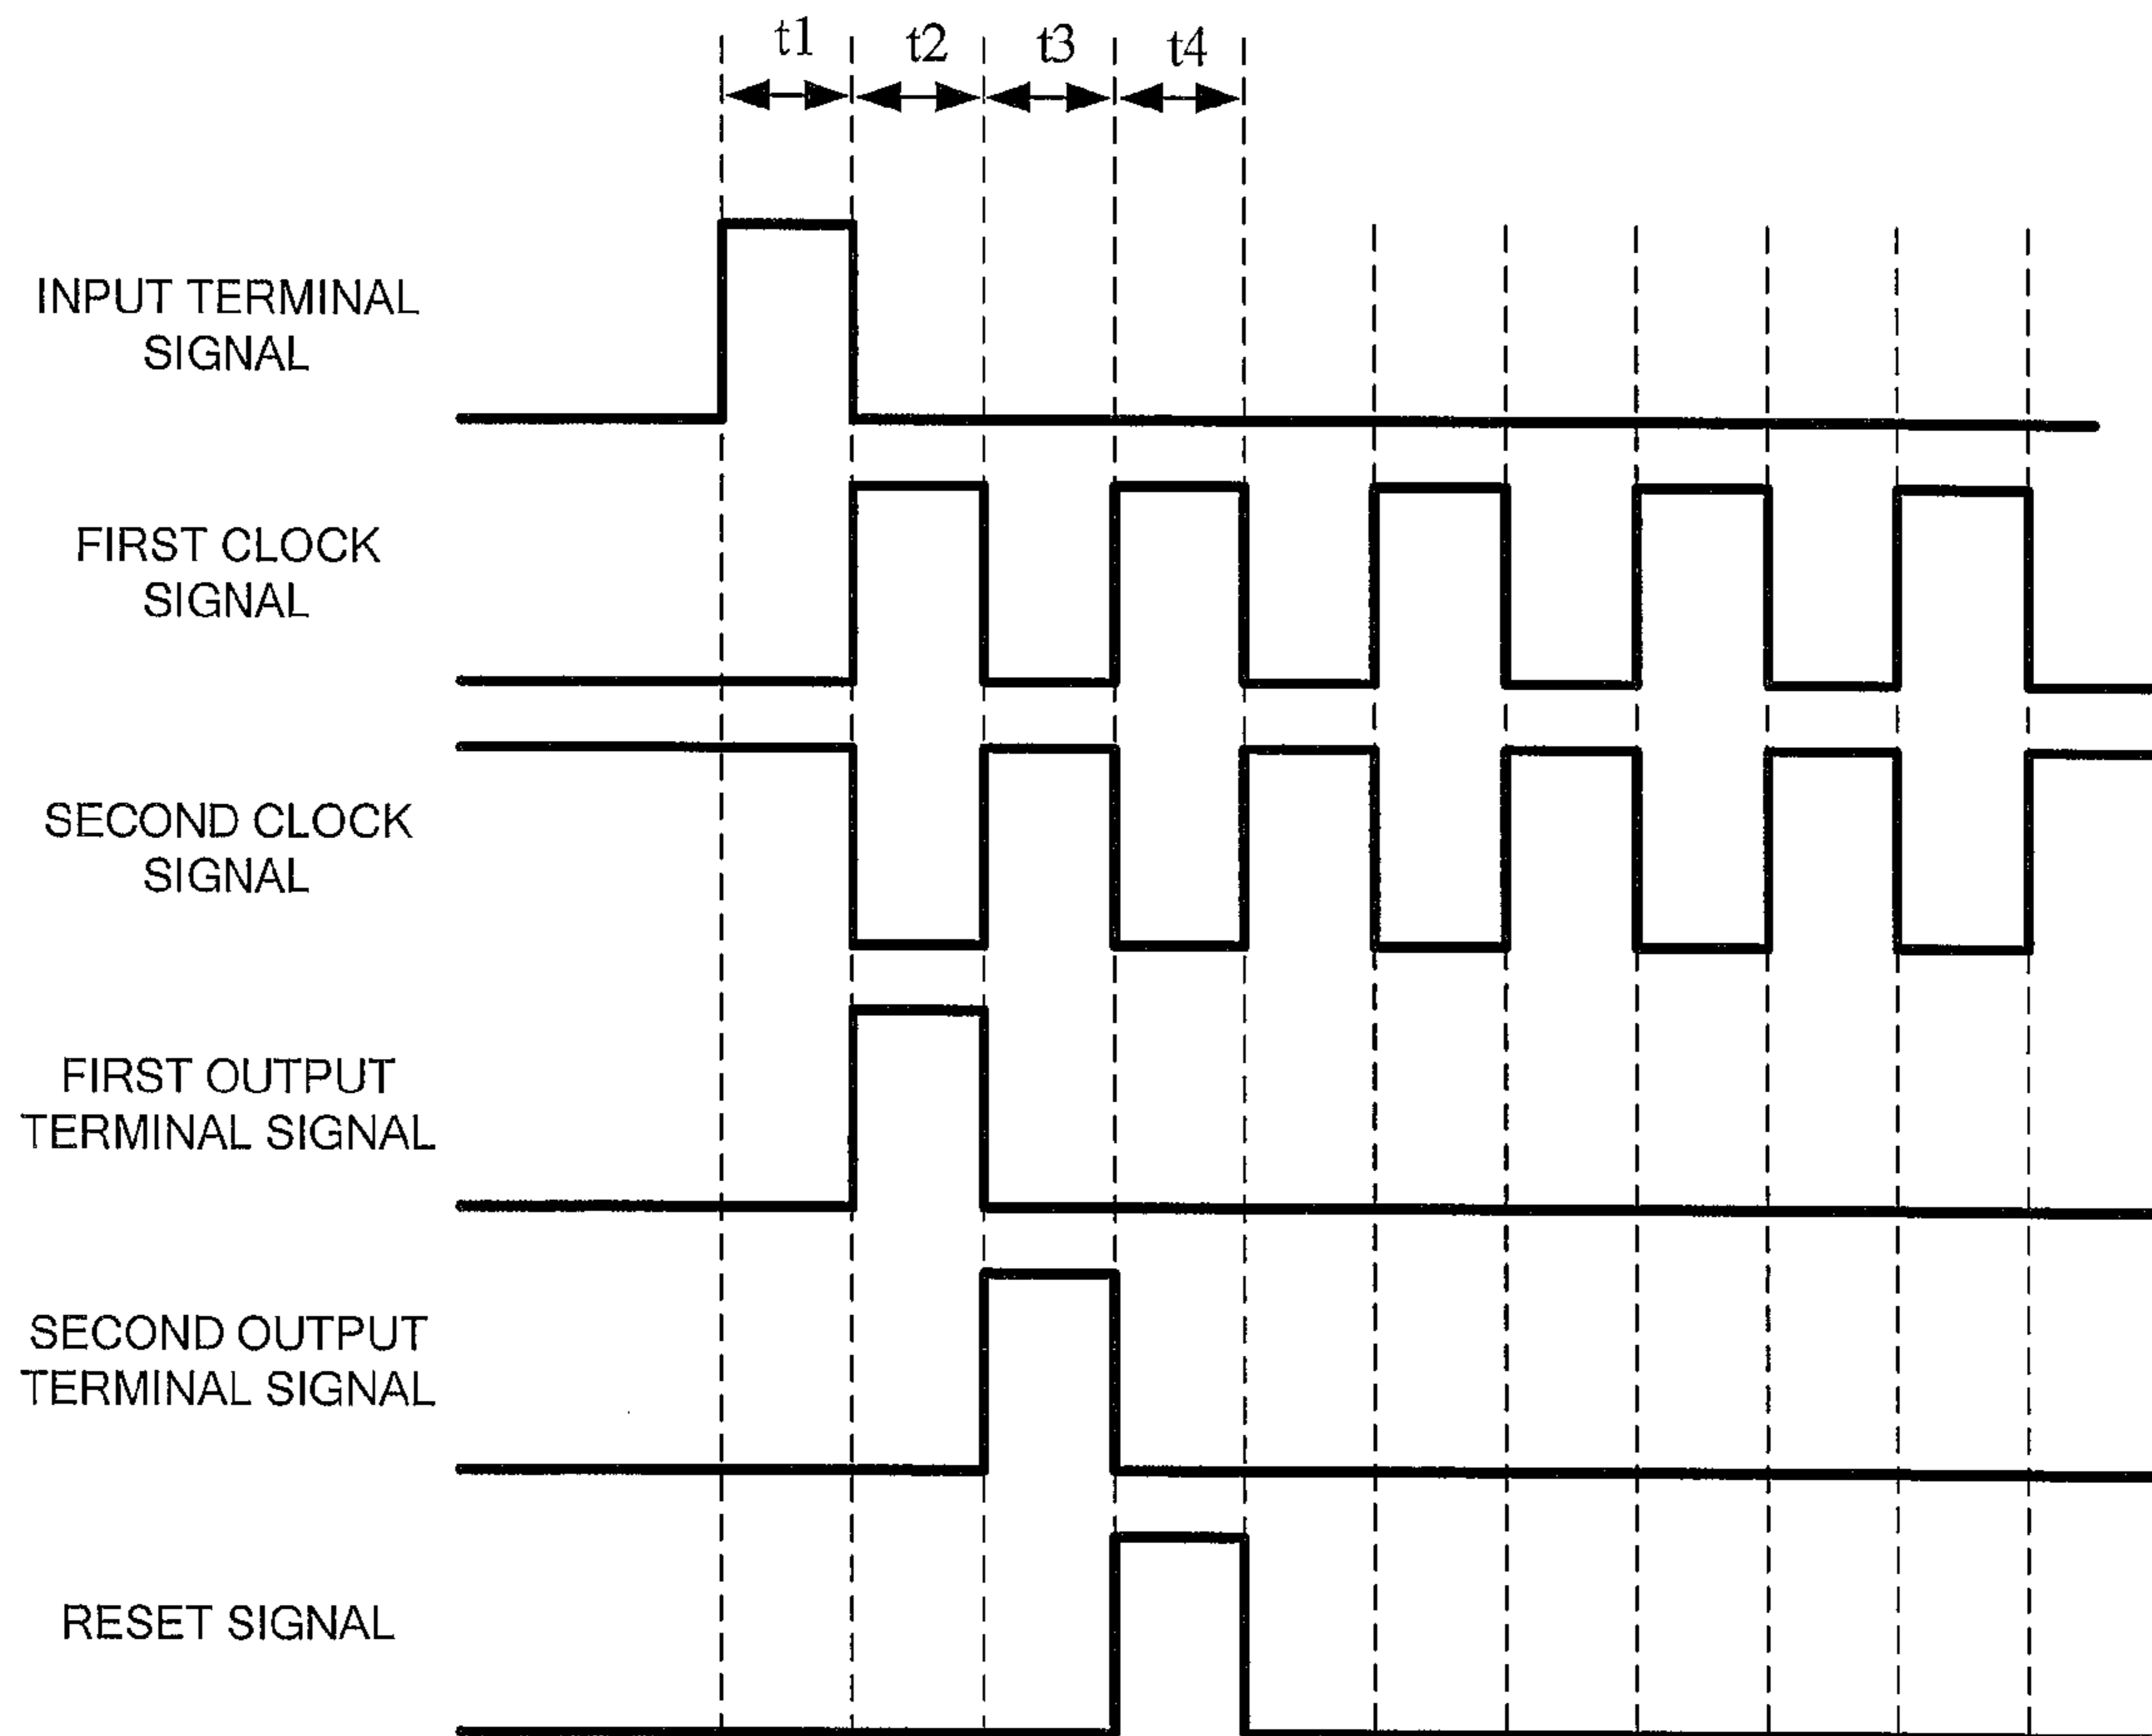 t1 t2 t3 t4
INPUT TERMINAL
SIGNAL
FIRST CLOCK
SIGNAL
SECOND CLOCK
SIGNAL
FIRST OUTPUT
TERMINAL SIGNAL
SECOND OUTPUT
TERMINAL SIGNAL
RESET SIGNAL